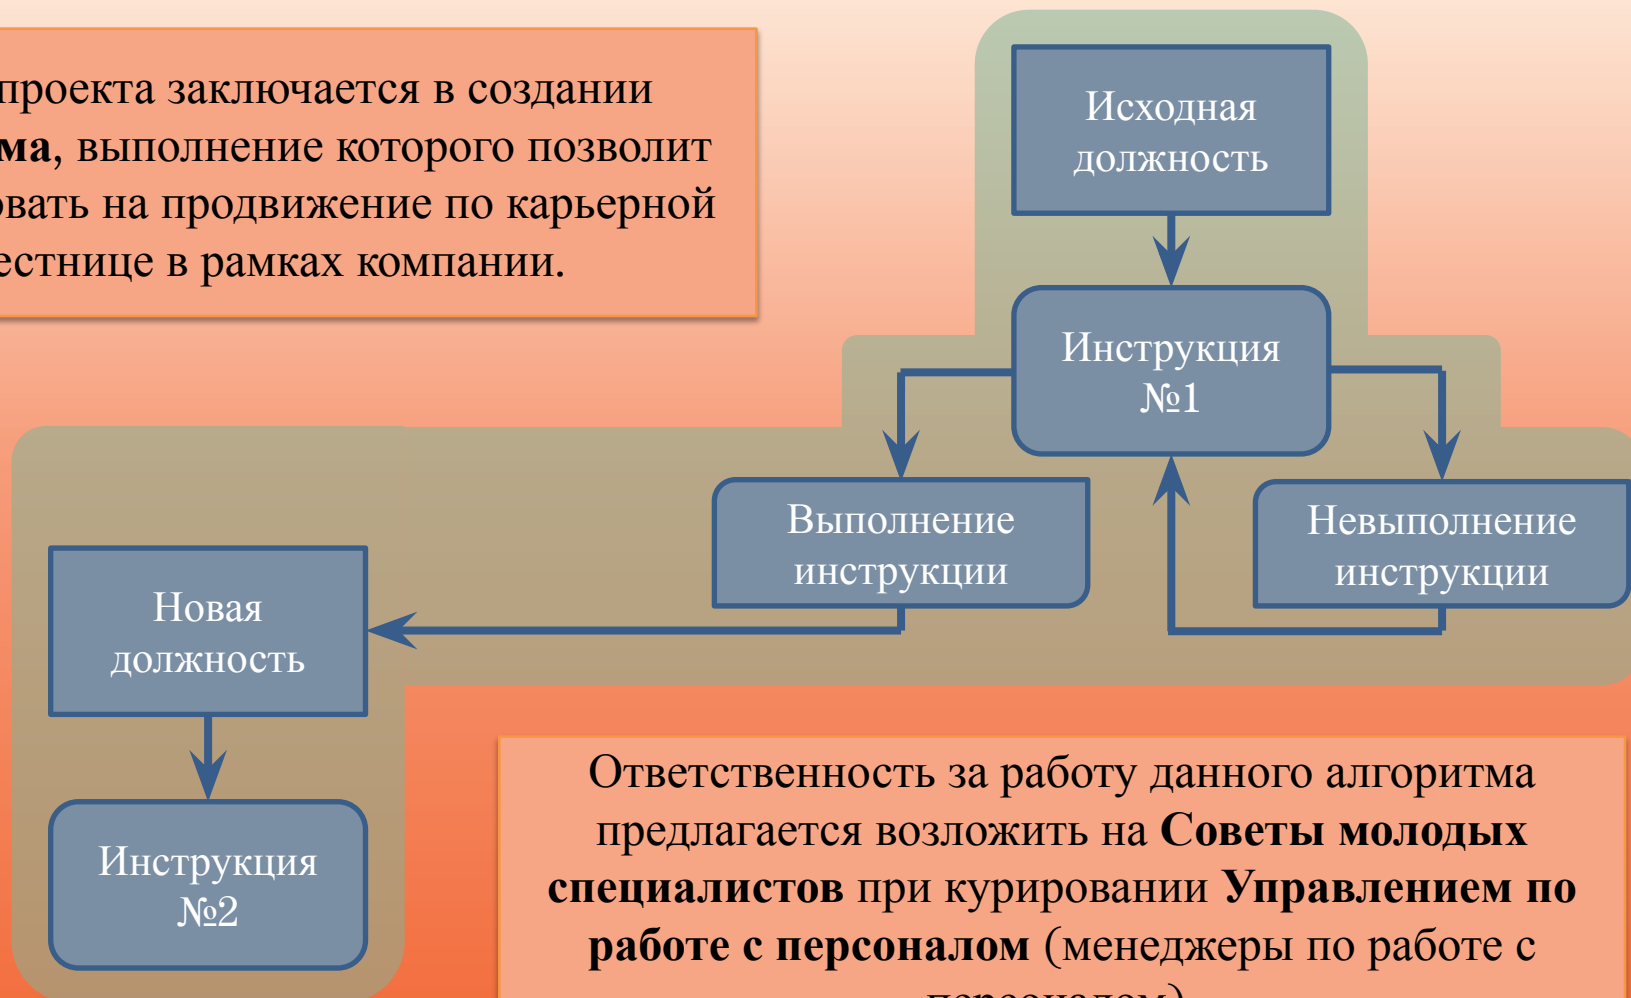 проекта заключается в создании
ма, выполнение которого позволит
овать на продвижение по карьерной
естнице в рамках компании.
Исходная
должность
Инструкция
№1
Выполнение
инструкции
Невыполнение
инструкции
Новая
должность
Инструкция
№2
Ответственность за работу данного алгоритма
предлагается возложить на Советы молодых
специалистов при курировании Управлением по
работе с персоналом (менеджеры по работе с
персоналом)